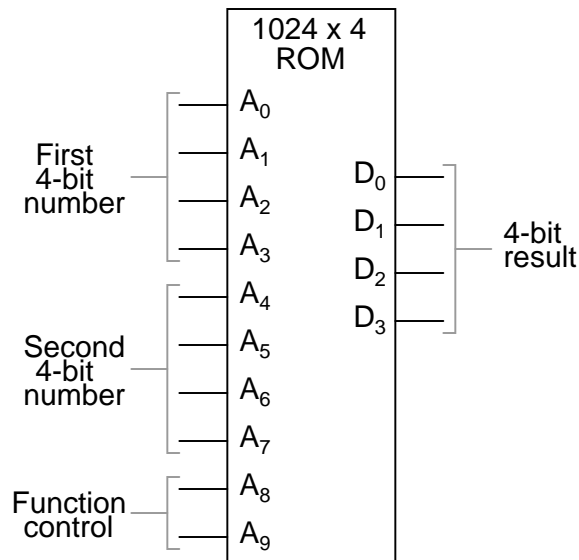 1024 x 4
ROM
First
4-bit
number
A0
A1
A2
A3
Second
4-bit
number
A4
A5
A6
A7
Function
control
A8
A9
D0
D1
D2
D3
4-bit
result